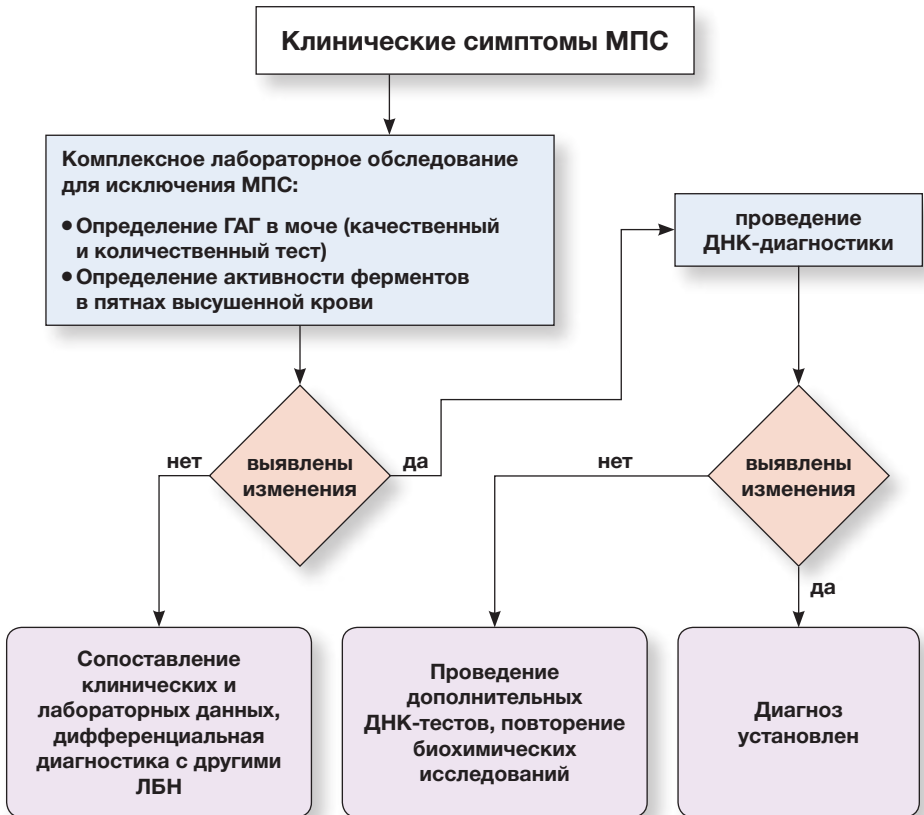 Клинические симптомы МПС
Комплексное лабораторное обследование
для исключения МПС:
• Определение ГАГ в моче (качественный
и количественный тест)
• Определение активности ферментов
в пятнах высушенной крови
проведение
ДНК-диагностики
нет
выявлены
изменения
да
нет
выявлены
изменения
да
Сопоставление
клинических и
лабораторных данных,
дифференциальная
диагностика с другими
ЛБН
Проведение
дополнительных
ДНК-тестов, повторение
биохимических
исследований
Диагноз
установлен